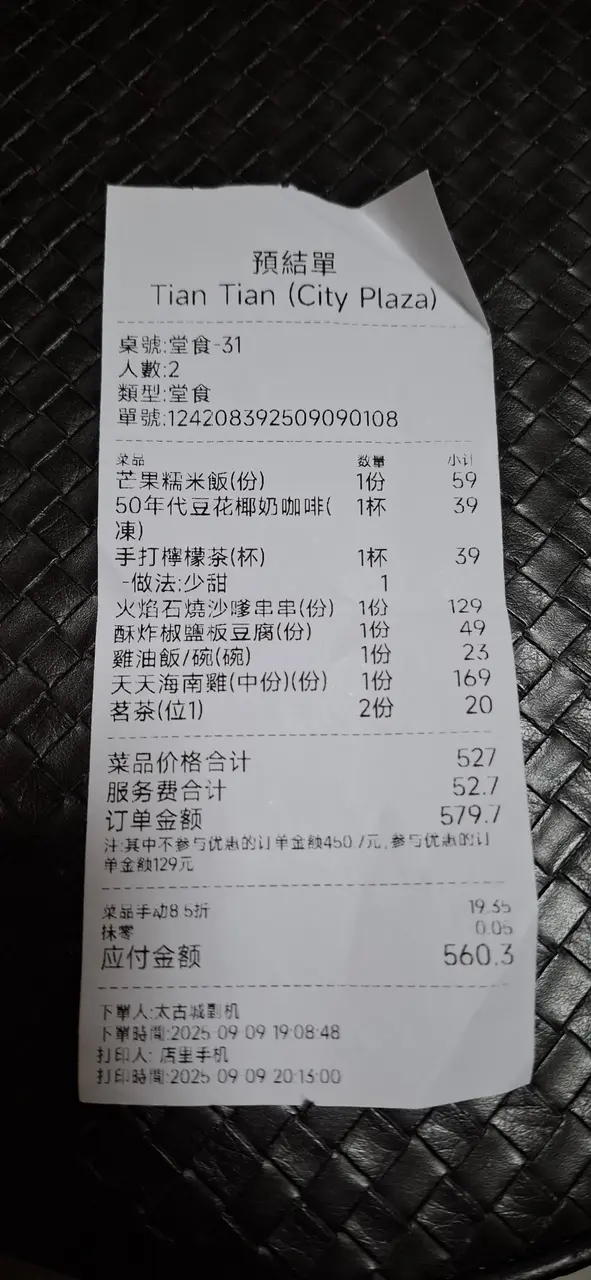 預結單
Tian Tian (City Plaza)
桌號:堂食-31
人數:2
類型:堂食
單號:124208392509090108
菜品 数量 小计
芒果糯米飯(份) 1份 59
50年代豆花椰奶咖啡( 1杯 39
凍)
手打檸檬茶(杯) 1杯 39
-做法:少甜 1
火焰石燒沙嗲串串(份) 1份 129
酥炸椒鹽板豆腐(份) 1份 49
雞油飯/碗(碗) 1份 23
天天海南雞(中份)(份) 1份 169
茗茶(位1) 2份 20
菜品价格合计 527
服务费合计 52.7
订单金额 579.7
注:其中不参与优惠的订单金额450.7元,参与优惠的订
单金额129元
菜品手动8.5折 19.35
抹零 0.05
应付金额 560.3
下單人:太古城點机
下單時間:2025-09-09 19:08:48
打印人: 店里手机
打印時間:2025-09-09 20:13:00